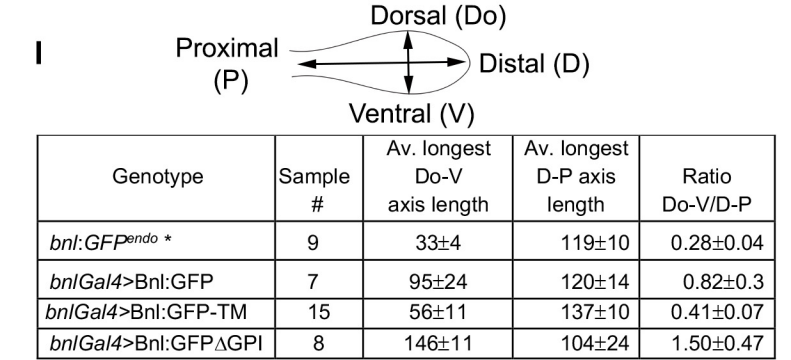 I
Dorsal (Do)
Proximal
(P)
Distal (D)
Ventral (V)
Genotype
Sample
#
Av. longest
Do-V
axis length
Av. longest
D-P axis
length
Ratio
Do-V/D-P
bnl:GFPendo * 9 33±4 119±10 0.28±0.04
bnlGal4>Bnl:GFP 7 95±24 120±14 0.82±0.3
bnlGal4>Bnl:GFP-TM 15 56±11 137±10 0.41±0.07
bnlGal4>Bnl:GFPΔGPI 8 146±11 104±24 1.50±0.47